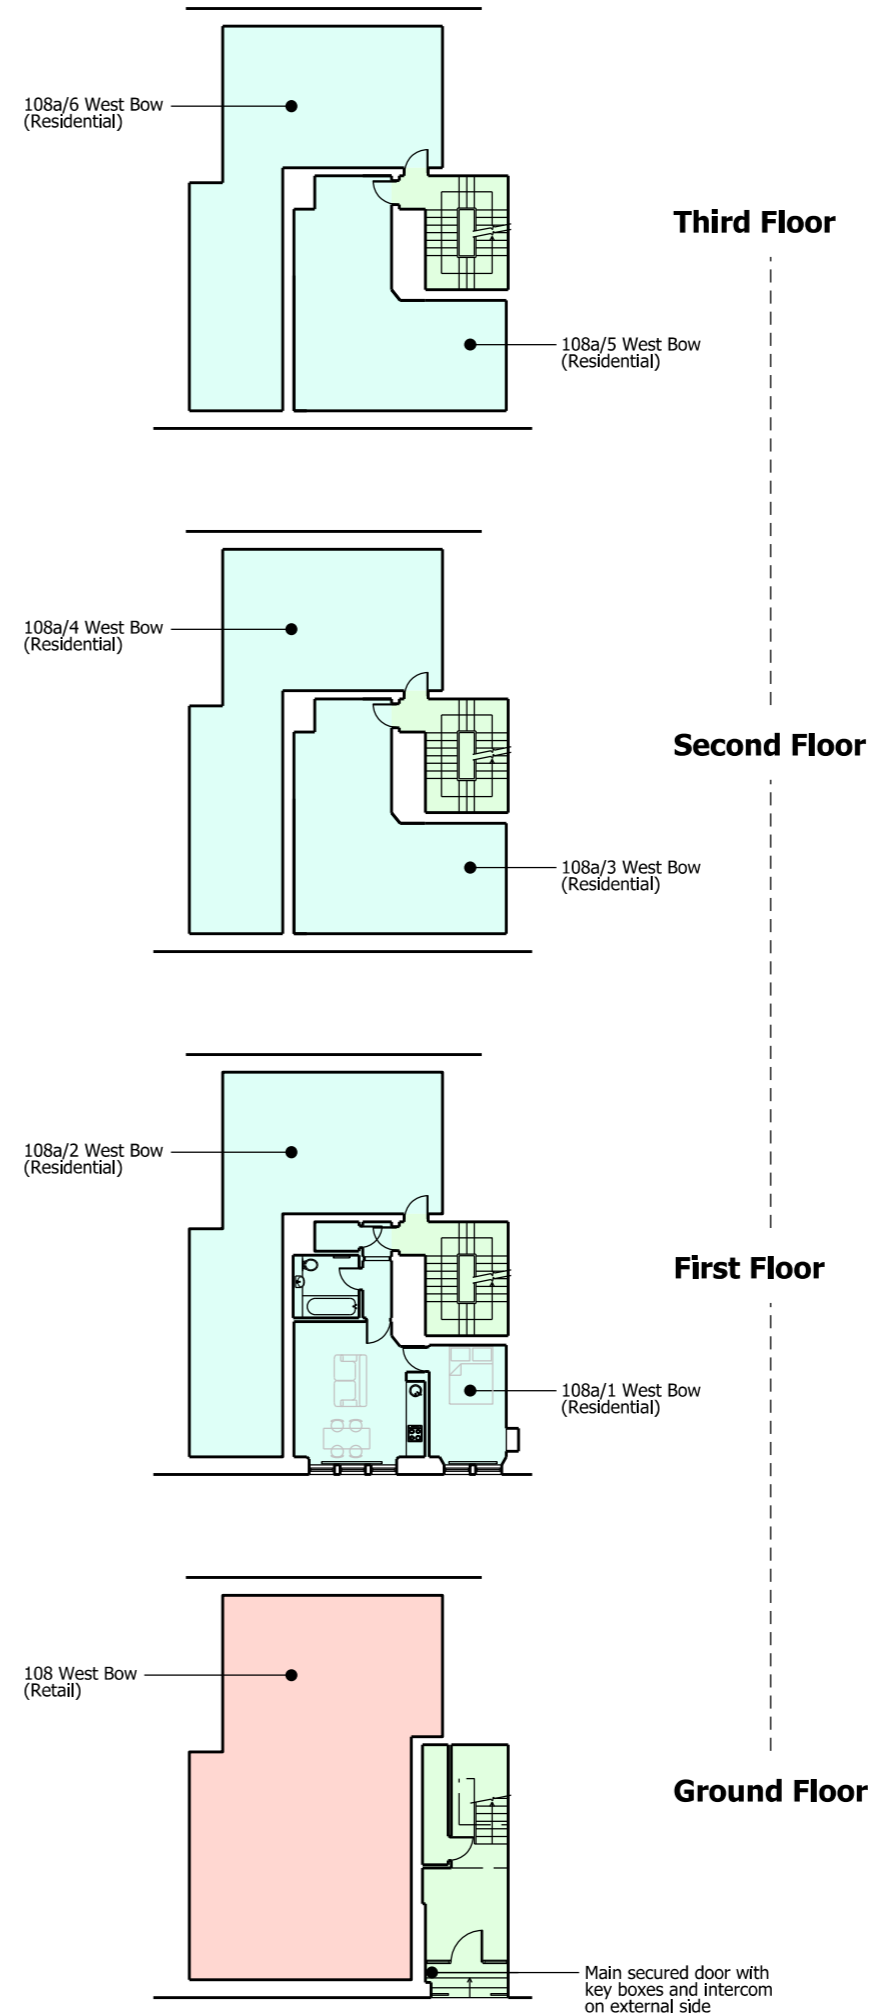 108a/6 West Bow
(Residential)
Third Floor
108a/5 West Bow
(Residential)
108a/4 West Bow
(Residential)
Second Floor
108a/3 West Bow
(Residential)
108a/2 West Bow
(Residential)
First Floor
108a/1 West Bow
(Residential)
108 West Bow
(Retail)
Ground Floor
Main secured door with
key boxes and intercom
on external side